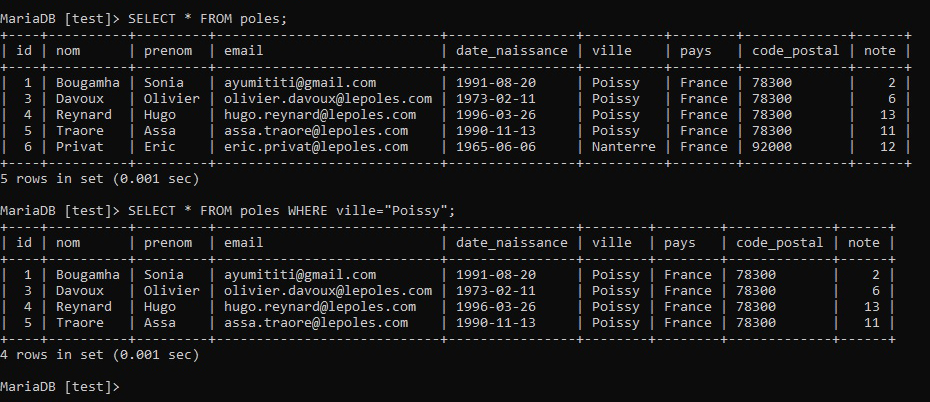 MariaDB [test]> SELECT * FROM poles;
+----+----------+---------+----------------------------+----------------+----------+--------+-------------+------+
| id | nom      | prenom  | email                      | date_naissance | ville    | pays   | code_postal | note |
+----+----------+---------+----------------------------+----------------+----------+--------+-------------+------+
|  1 | Bougamha | Sonia   | ayumititi@gmail.com        | 1991-08-20     | Poissy   | France | 78300       |    2 |
|  3 | Davoux   | Olivier | olivier.davoux@lepoles.com | 1973-02-11     | Poissy   | France | 78300       |    6 |
|  4 | Reynard  | Hugo    | hugo.reynard@lepoles.com   | 1996-03-26     | Poissy   | France | 78300       |   13 |
|  5 | Traore   | Assa    | assa.traore@lepoles.com    | 1990-11-13     | Poissy   | France | 78300       |   11 |
|  6 | Privat   | Eric    | eric.privat@lepoles.com    | 1965-06-06     | Nanterre | France | 92000       |   12 |
+----+----------+---------+----------------------------+----------------+----------+--------+-------------+------+
5 rows in set (0.001 sec)
MariaDB [test]> SELECT * FROM poles WHERE ville="Poissy";
+----+----------+---------+----------------------------+----------------+--------+--------+-------------+------+
| id | nom      | prenom  | email                      | date_naissance | ville  | pays   | code_postal | note |
+----+----------+---------+----------------------------+----------------+--------+--------+-------------+------+
|  1 | Bougamha | Sonia   | ayumititi@gmail.com        | 1991-08-20     | Poissy | France | 78300       |    2 |
|  3 | Davoux   | Olivier | olivier.davoux@lepoles.com | 1973-02-11     | Poissy | France | 78300       |    6 |
|  4 | Reynard  | Hugo    | hugo.reynard@lepoles.com   | 1996-03-26     | Poissy | France | 78300       |   13 |
|  5 | Traore   | Assa    | assa.traore@lepoles.com    | 1990-11-13     | Poissy | France | 78300       |   11 |
+----+----------+---------+----------------------------+----------------+--------+--------+-------------+------+
4 rows in set (0.001 sec)
MariaDB [test]>